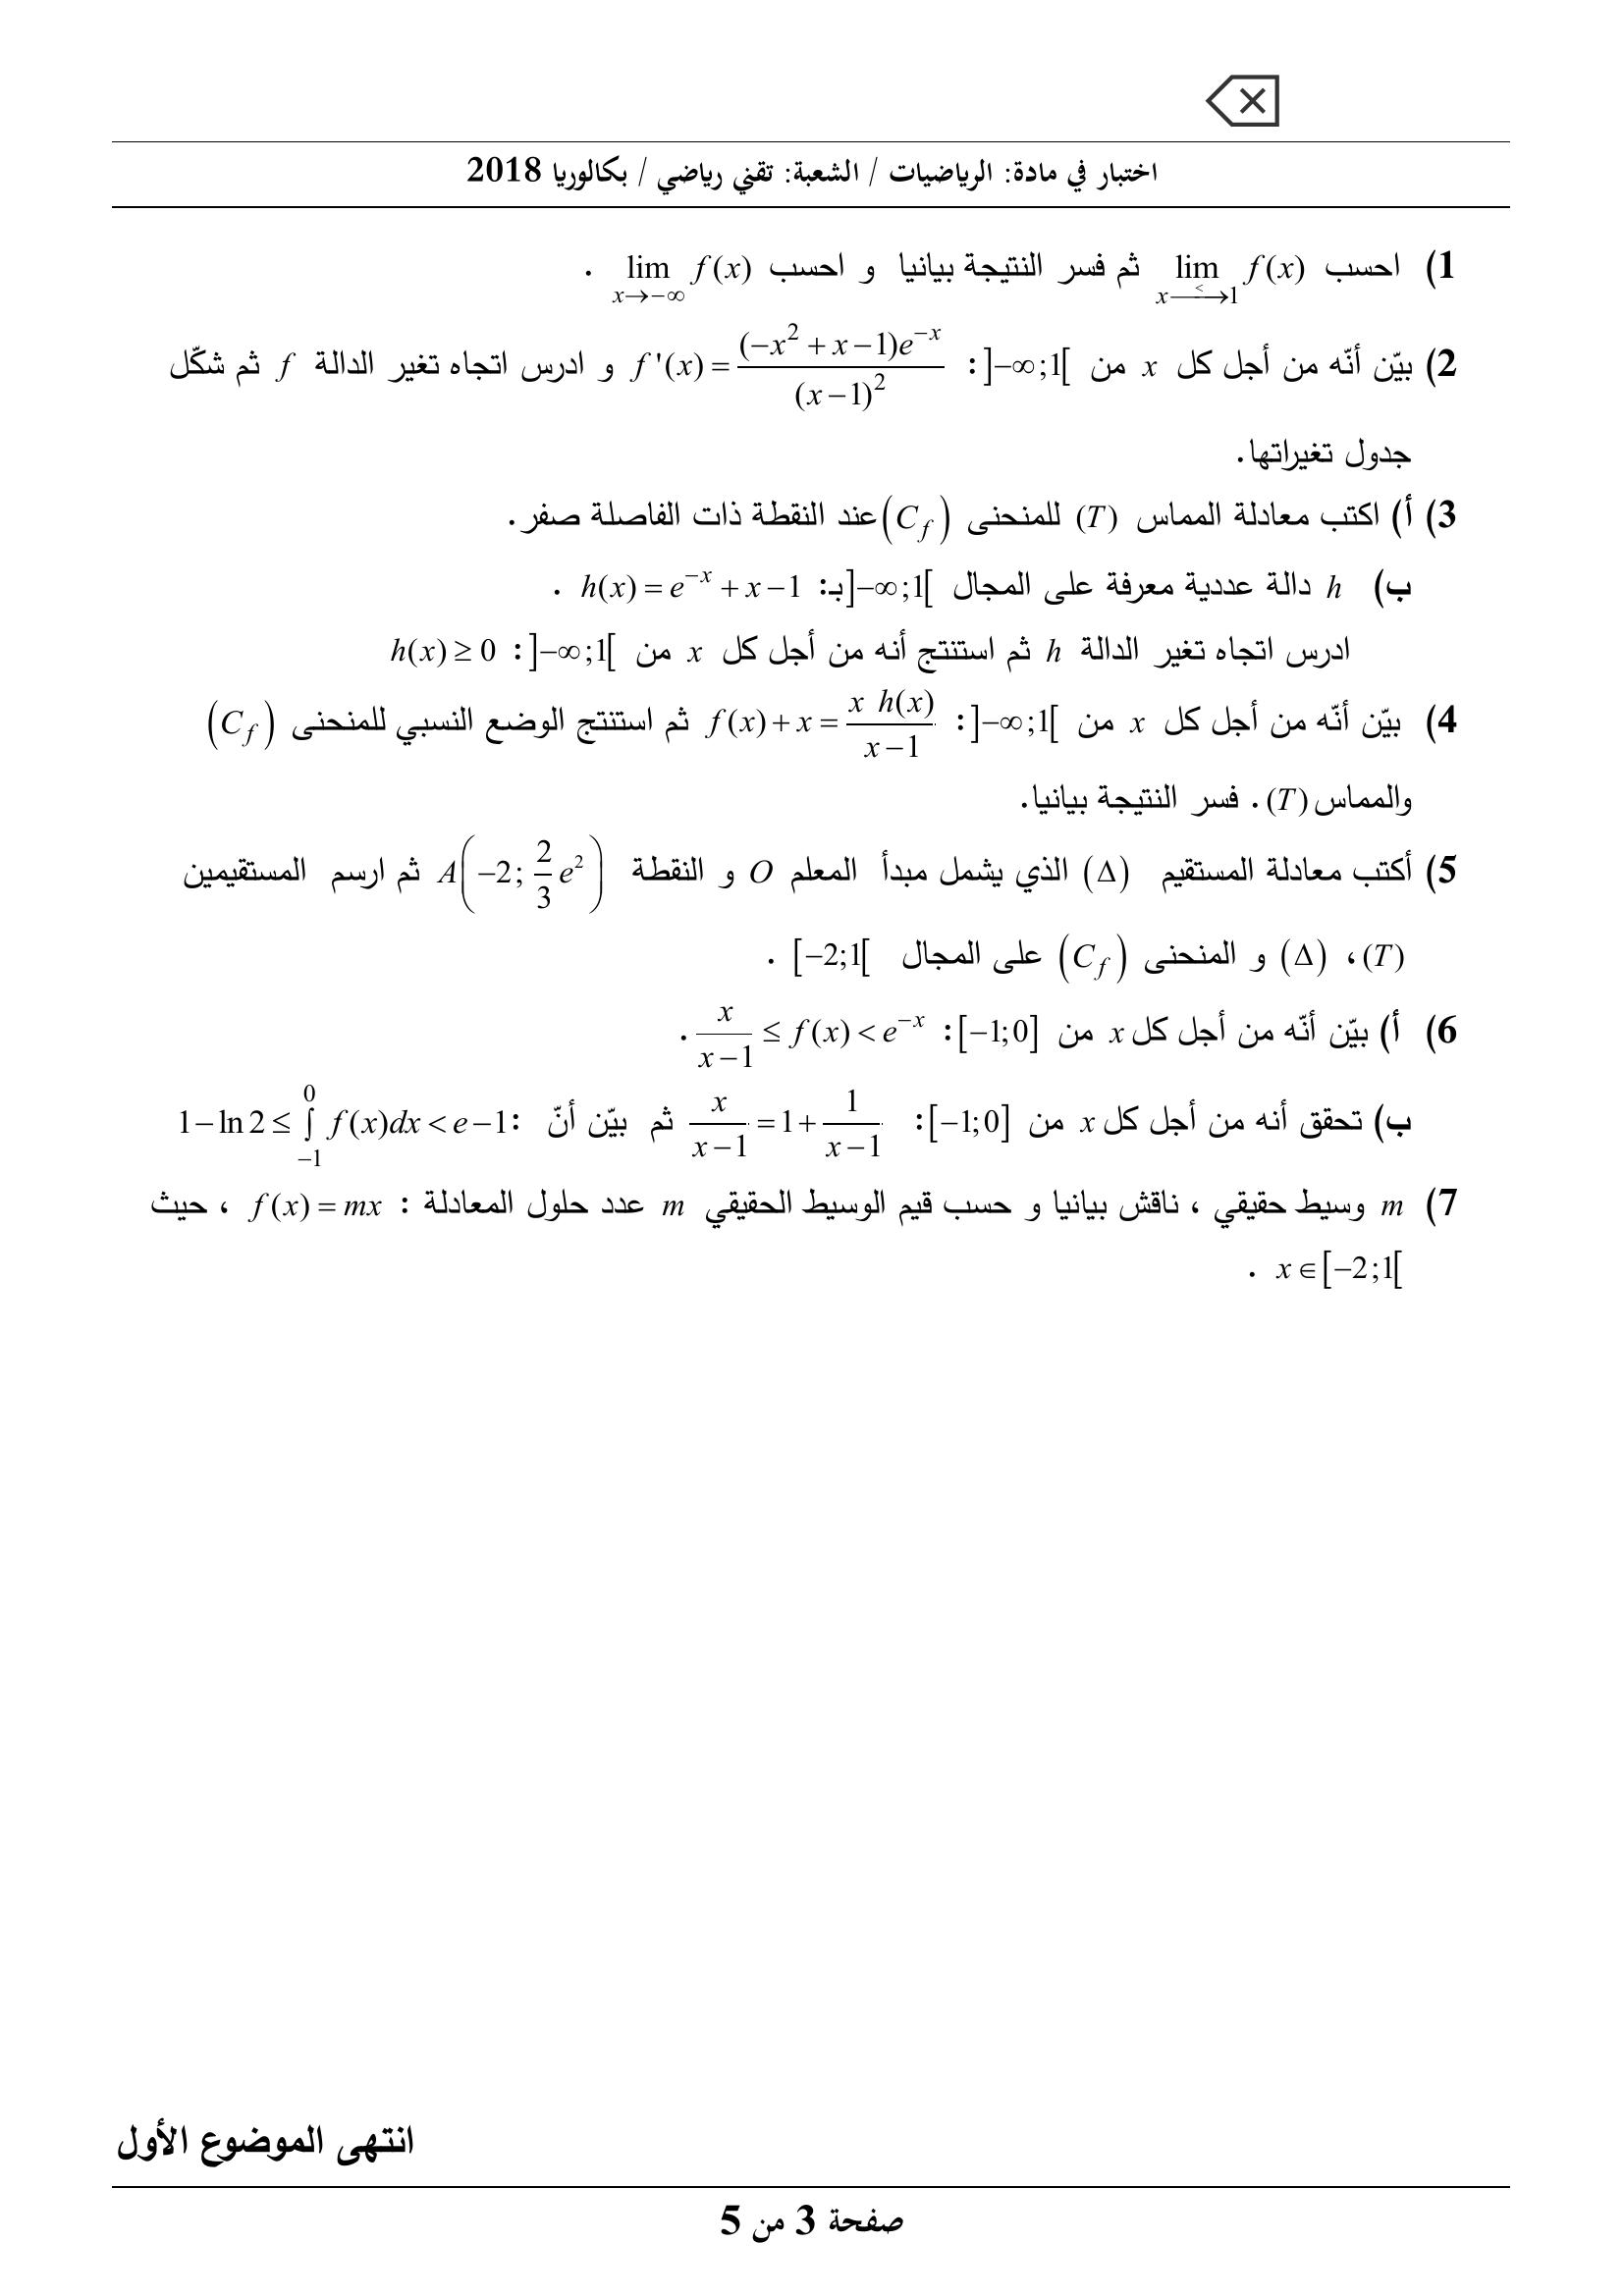 اختبار في مادة: الرياضيات / الشعبة: تقني رياضي / بكالوريا 2018
1) احسب $\lim_{x \xrightarrow{<} 1} f(x)$ ثم فسر النتيجة بيانيا و احسب $\lim_{x \to -\infty} f(x)$ .
2) بيّن أنّه من أجل كل $x$ من $]-\infty;1[$ : $f'(x)=\frac{(-x^2+x-1)e^{-x}}{(x-1)^2}$ و ادرس اتجاه تغير الدالة $f$ ثم شكّل
جدول تغيراتها.
3) أ) اكتب معادلة المماس $(T)$ للمنحنى $(C_f)$ عند النقطة ذات الفاصلة صفر.
ب) $h$ دالة عددية معرفة على المجال $]-\infty;1[$ بـ: $h(x)=e^{-x}+x-1$ .
ادرس اتجاه تغير الدالة $h$ ثم استنتج أنه من أجل كل $x$ من $]-\infty;1[$ : $h(x)\geq 0$
4) بيّن أنّه من أجل كل $x$ من $]-\infty;1[$ : $f(x)+x=\frac{x\ h(x)}{x-1}$ ثم استنتج الوضع النسبي للمنحنى $(C_f)$
والمماس $(T)$. فسر النتيجة بيانيا.
5) أكتب معادلة المستقيم $(\Delta)$ الذي يشمل مبدأ المعلم $O$ و النقطة $A\left(-2;\frac{2}{3}e^2\right)$ ثم ارسم المستقيمين
$(T)$، $(\Delta)$ و المنحنى $(C_f)$ على المجال $[-2;1[$ .
6) أ) بيّن أنّه من أجل كل $x$ من $[-1;0]$ : $\frac{x}{x-1}\leq f(x)<e^{-x}$ .
ب) تحقق أنه من أجل كل $x$ من $[-1;0]$ : $\frac{x}{x-1}=1+\frac{1}{x-1}$ ثم بيّن أنّ : $1-\ln 2\leq \int_{-1}^{0} f(x)dx<e-1$
7) $m$ وسيط حقيقي ، ناقش بيانيا و حسب قيم الوسيط الحقيقي $m$ عدد حلول المعادلة : $f(x)=mx$ ، حيث
$x\in[-2;1[$ .
انتهى الموضوع الأول
صفحة 3 من 5